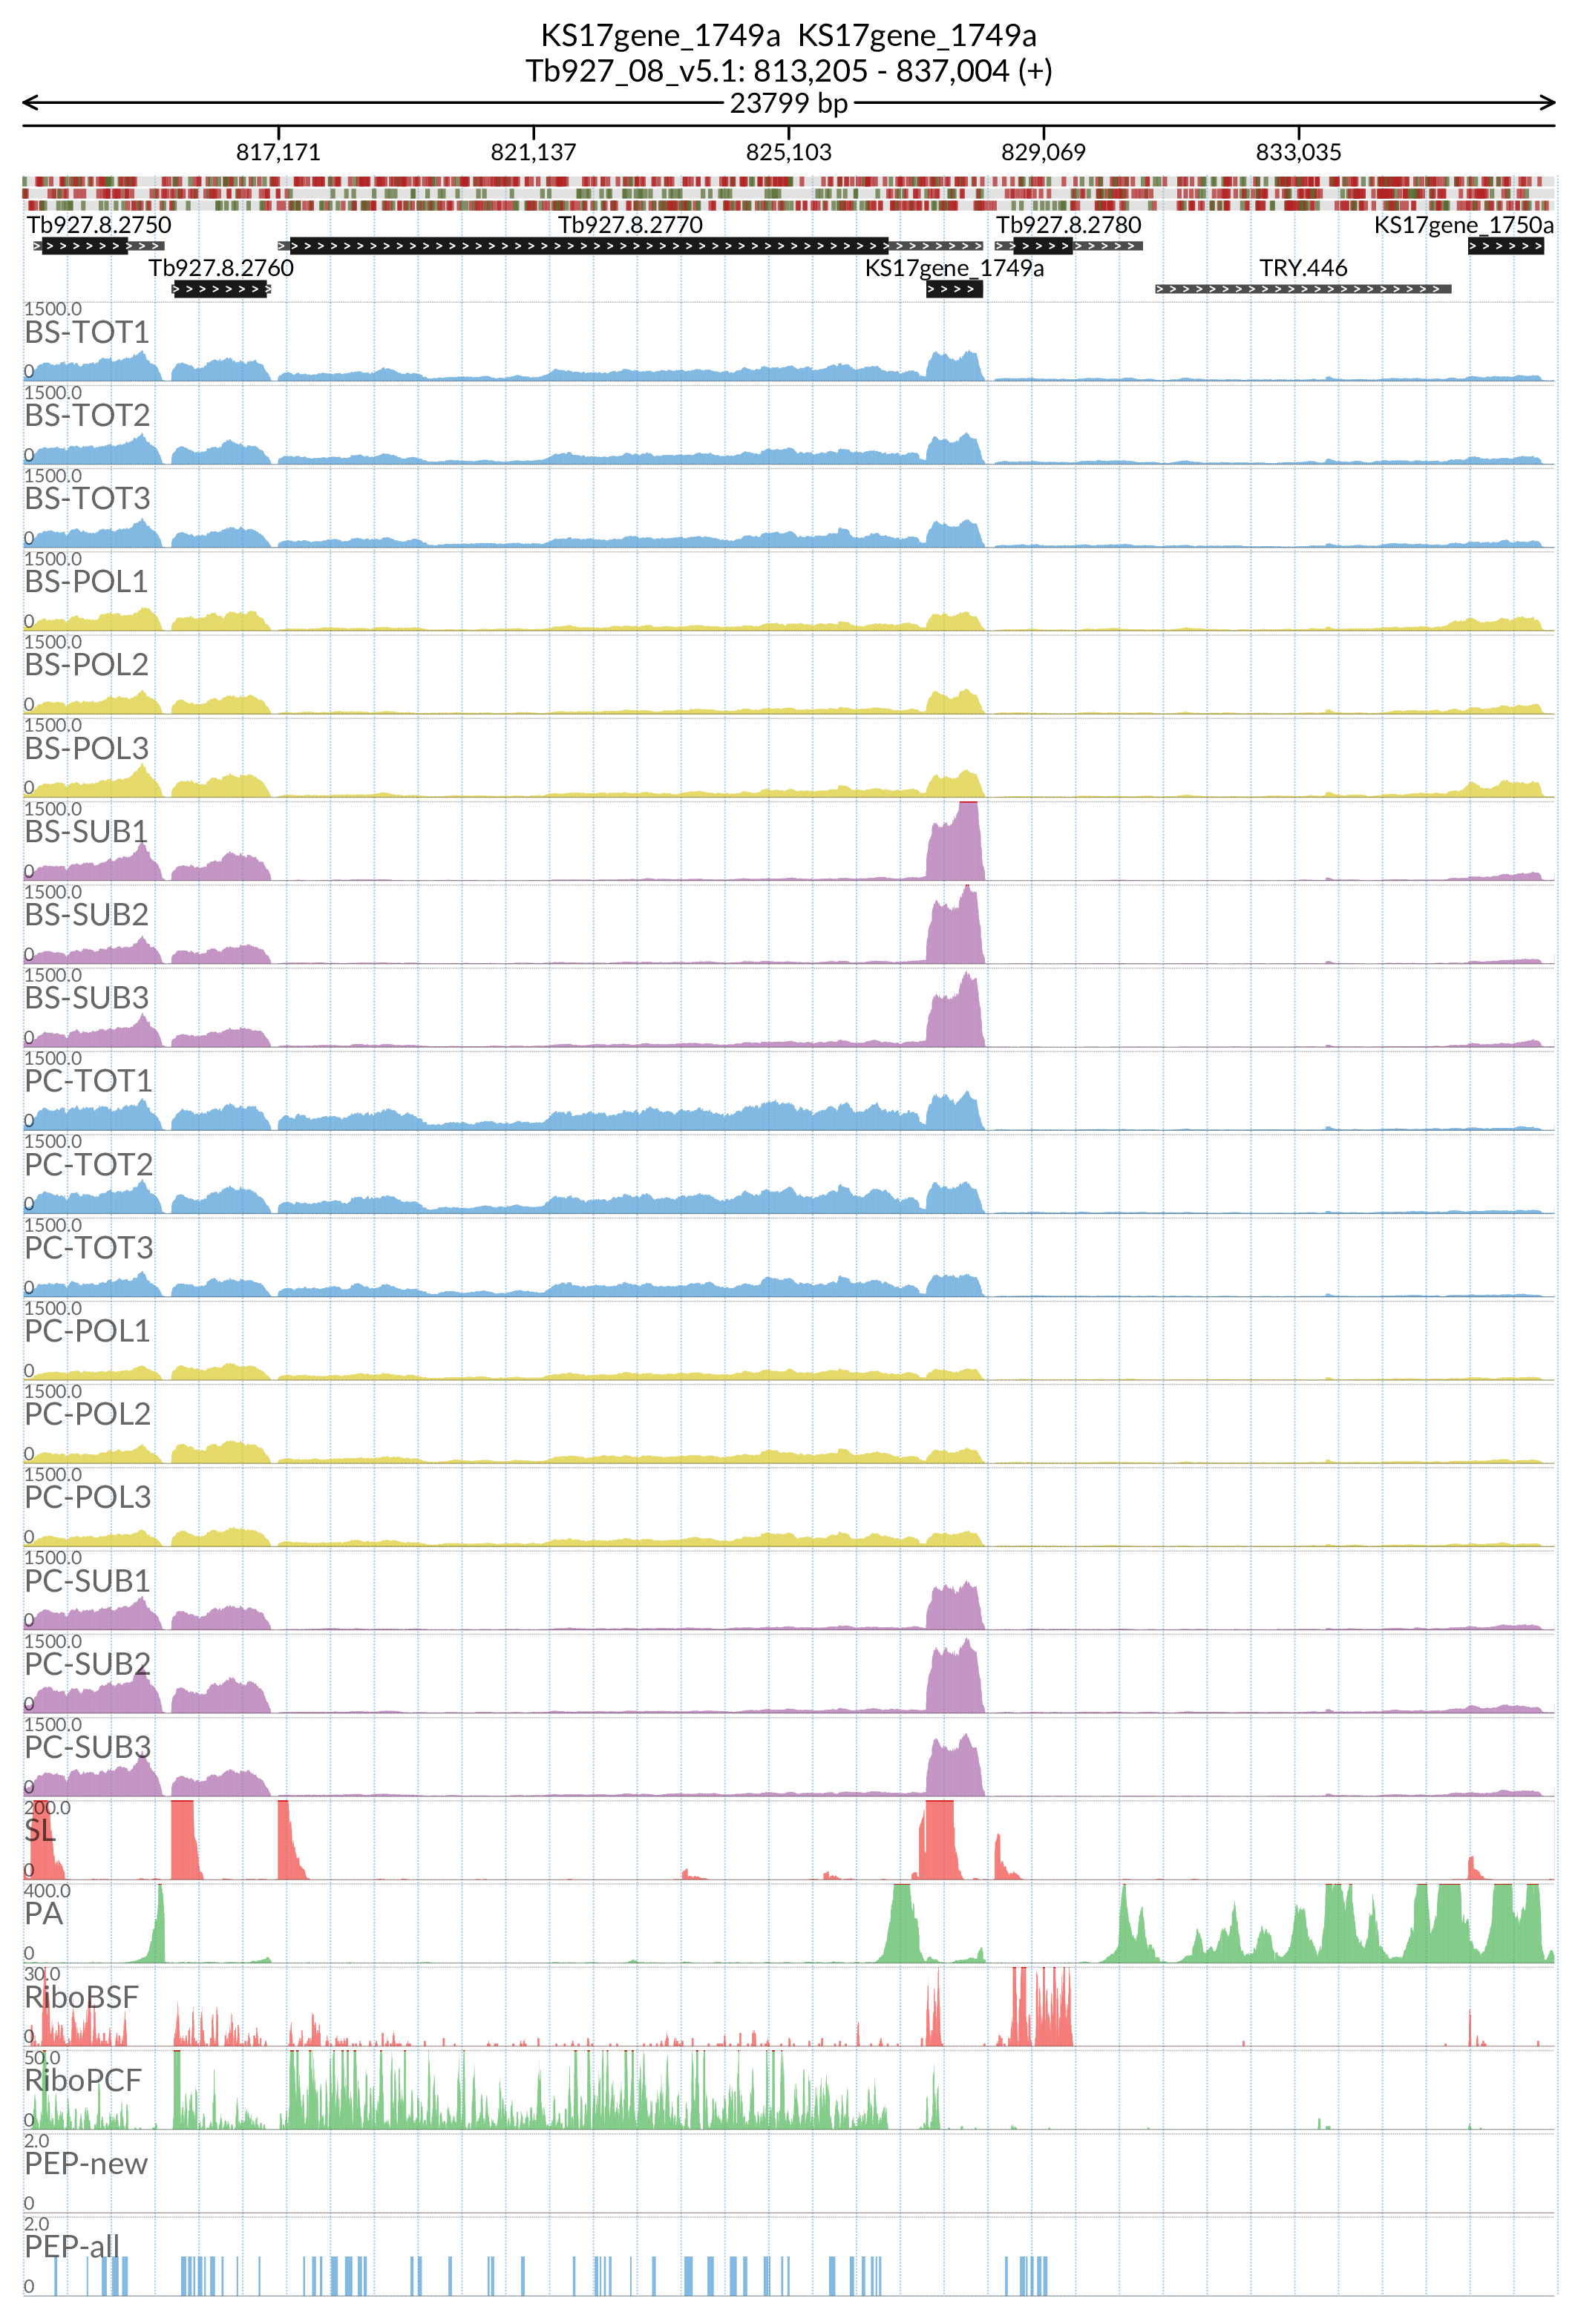 KS17gene_1749a KS17gene_1749a
Tb927_08_v5.1: 813,205 - 837,004 (+)
23799 bp
817,171 821,137 825,103 829,069 833,035
Tb927.8.2750 Tb927.8.2770 Tb927.8.2780 KS17gene_1750a
Tb927.8.2760 KS17gene_1749a TRY.446
1500.0
BS-TOT1
0
1500.0
BS-TOT2
0
1500.0
BS-TOT3
0
1500.0
BS-POL1
0
1500.0
BS-POL2
0
1500.0
BS-POL3
0
1500.0
BS-SUB1
0
1500.0
BS-SUB2
0
1500.0
BS-SUB3
0
1500.0
PC-TOT1
0
1500.0
PC-TOT2
0
1500.0
PC-TOT3
0
1500.0
PC-POL1
0
1500.0
PC-POL2
0
1500.0
PC-POL3
0
1500.0
PC-SUB1
0
1500.0
PC-SUB2
0
1500.0
PC-SUB3
0
200.0
SL
0
400.0
PA
0
30.0
RiboBSF
0
50.0
RiboPCF
0
2.0
PEP-new
0
2.0
PEP-all
0